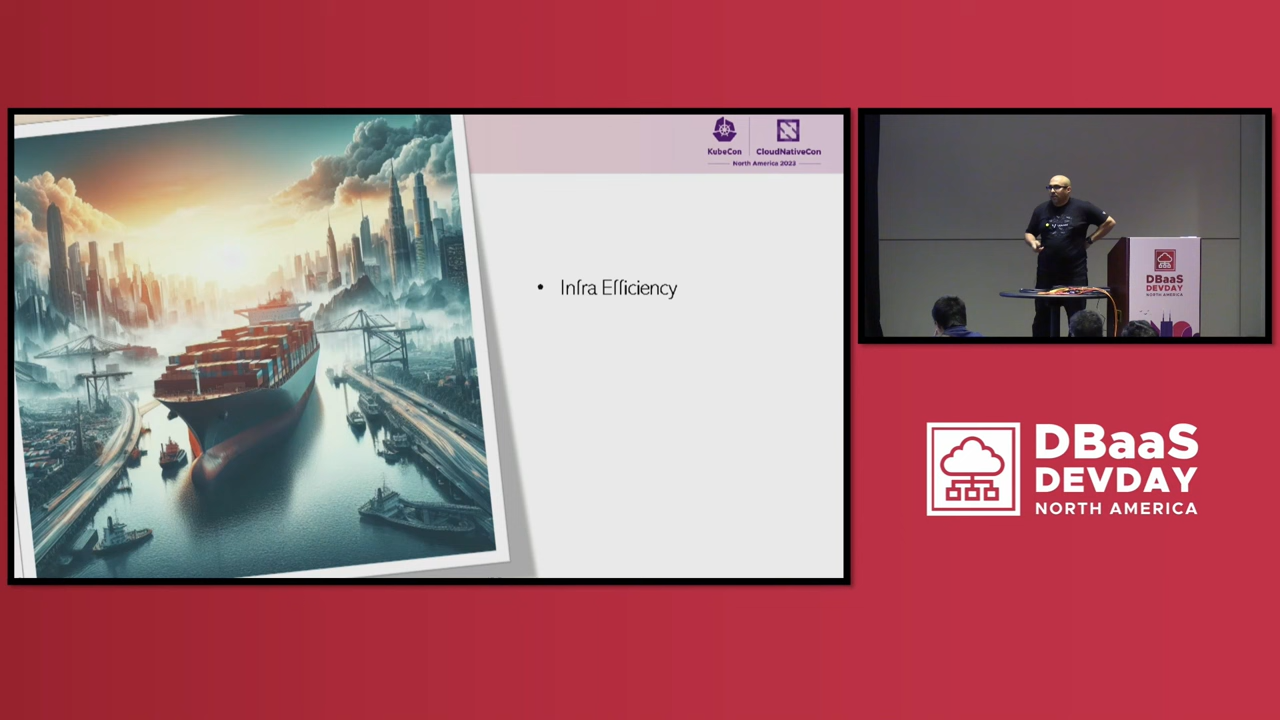 KubeCon
CloudNativeCon
North America 2023
• Infra Efficiency
DBaaS
DEVDAY
NORTH AMERICA
DBaaS
DEVDAY
NORTH AMERICA